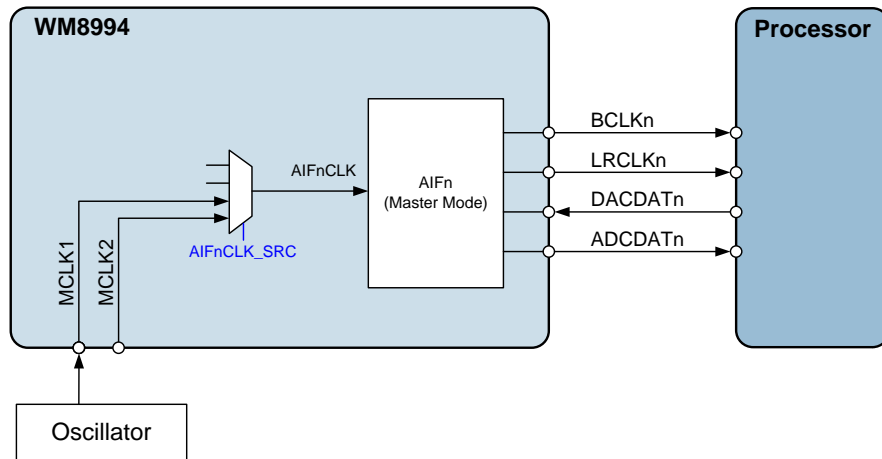 WM8994
Processor
BCLKn
LRCLKn
DACDATn
ADCDATn
AIFnCLK
AIFn
(Master Mode)
AIFnCLK_SRC
MCLK1
MCLK2
Oscillator